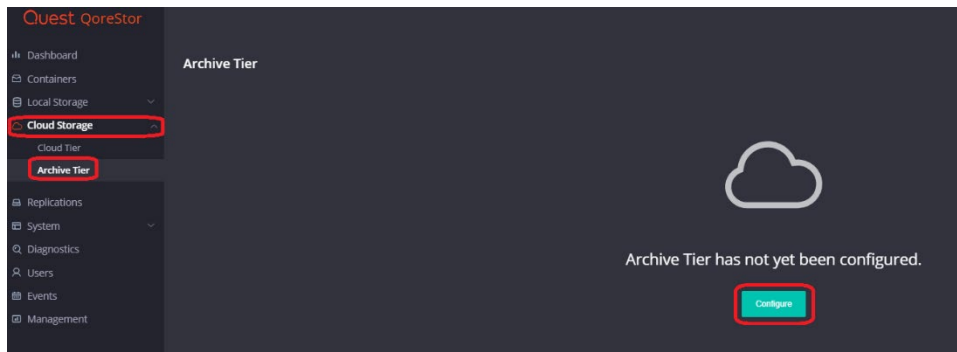 Quest QoreStor
Dashboard
Containers
Local Storage
Cloud Storage
Cloud Tier
Archive Tier
Replications
System
Diagnostics
Users
Events
Management
Archive Tier
Archive Tier has not yet been configured.
Configure